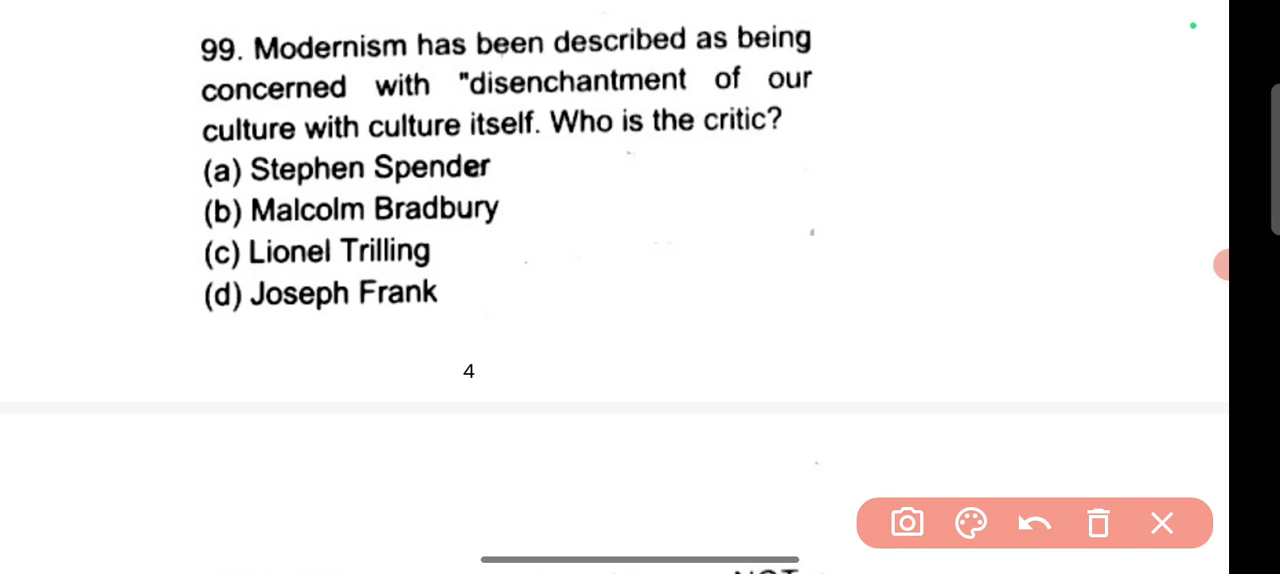 99. Modernism has been described as being
concerned with "disenchantment of our
culture with culture itself. Who is the critic?
(a) Stephen Spender
(b) Malcolm Bradbury
(c) Lionel Trilling
(d) Joseph Frank
4